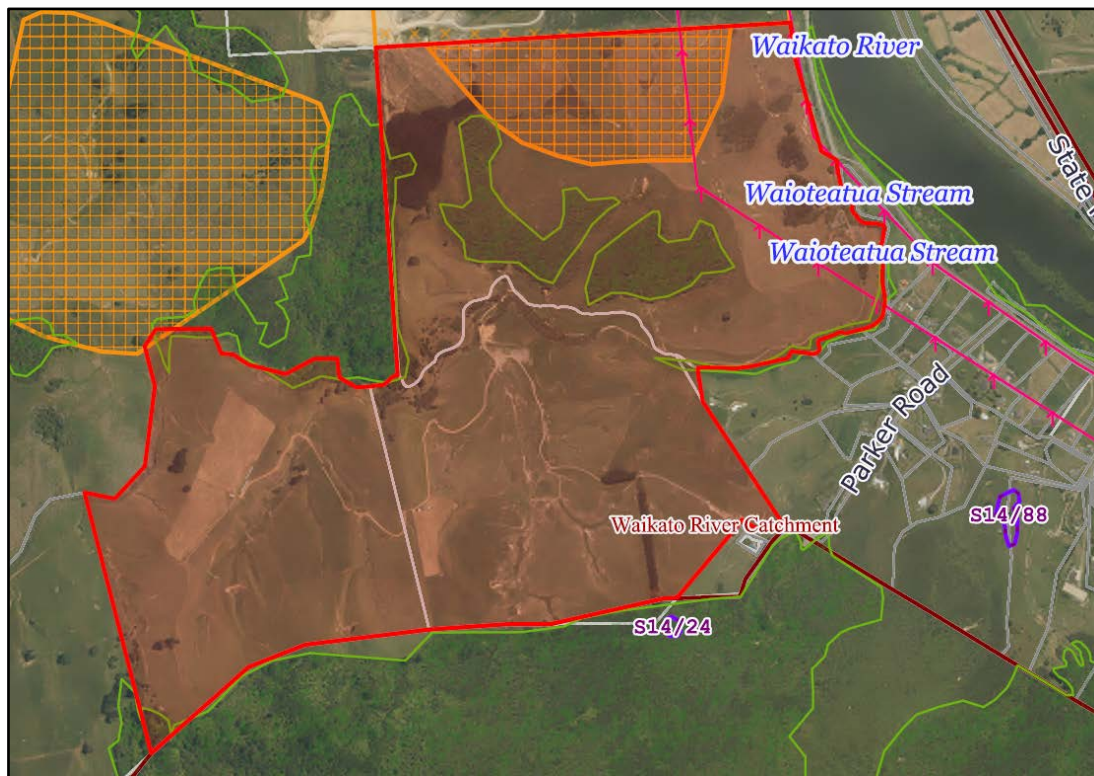 Waikato River
State
Waioteatua Stream
Waioteatua Stream
Parker Road
S14/88
Waikato River Catchment
S14/24